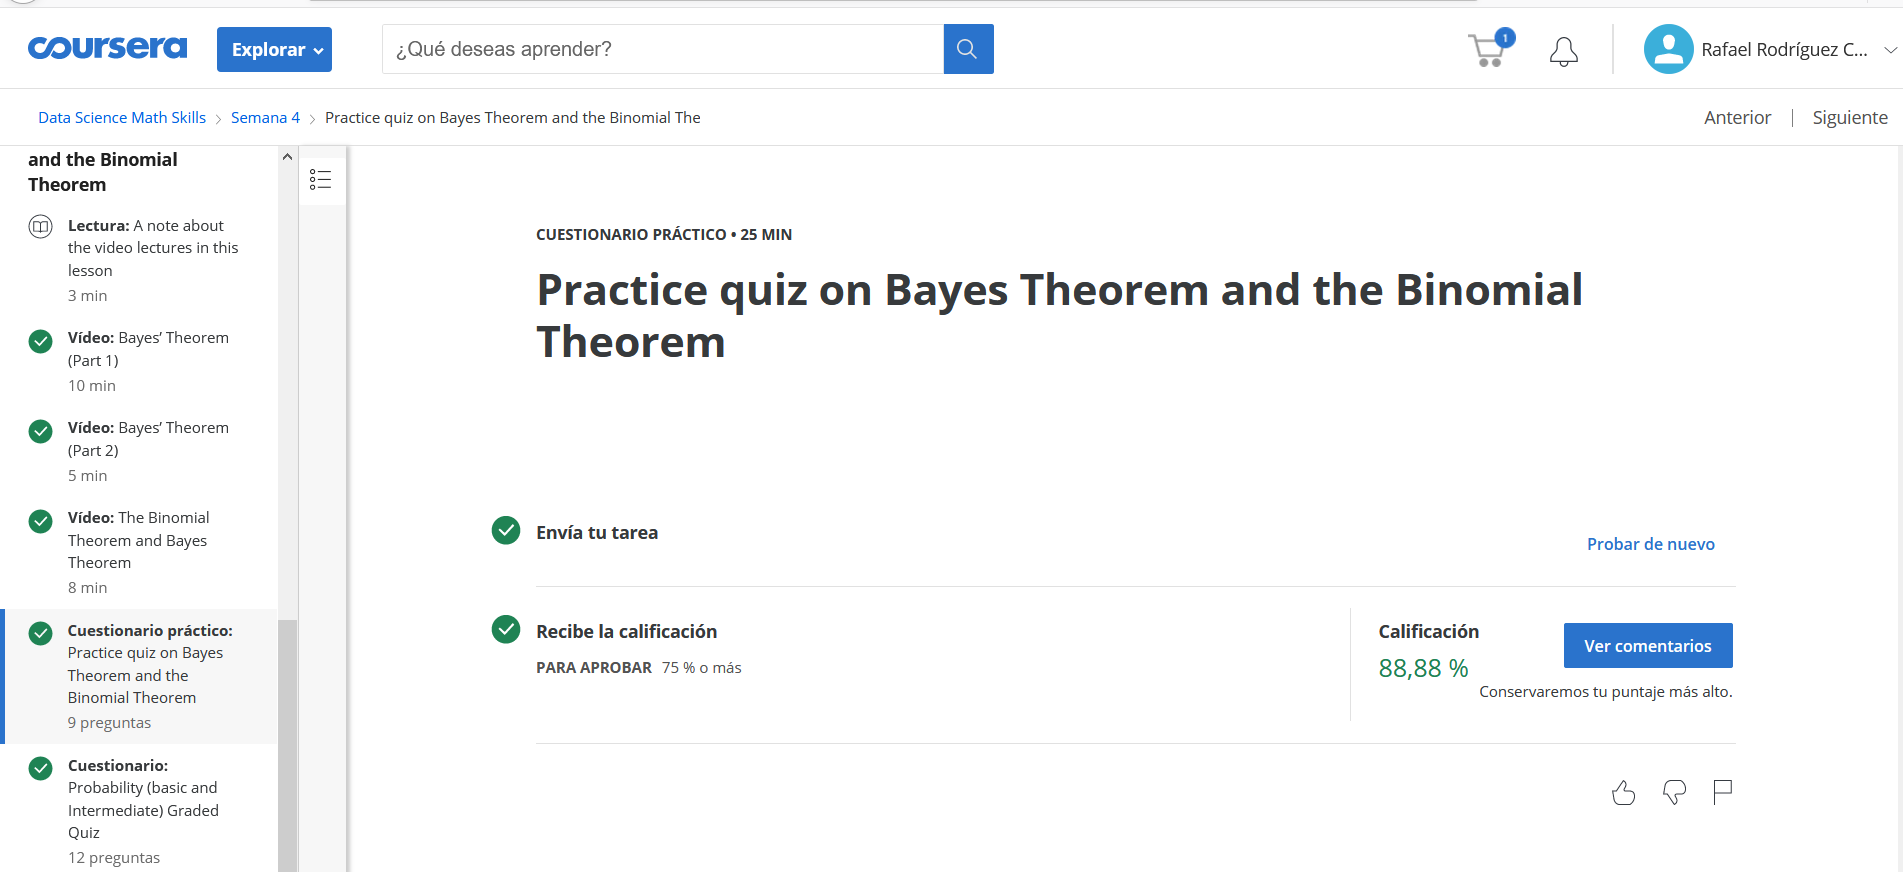 coursera
Explorar
¿Qué deseas aprender?
1
Rafael Rodríguez C...
Data Science Math Skills
Semana 4
Practice quiz on Bayes Theorem and the Binomial The
Anterior
Siguiente
and the Binomial
Theorem
Lectura: A note about
the video lectures in this
lesson
3 min
Vídeo: Bayes’ Theorem
(Part 1)
10 min
Vídeo: Bayes’ Theorem
(Part 2)
5 min
Vídeo: The Binomial
Theorem and Bayes
Theorem
8 min
Cuestionario práctico:
Practice quiz on Bayes
Theorem and the
Binomial Theorem
9 preguntas
Cuestionario:
Probability (basic and
Intermediate) Graded
Quiz
12 preguntas
CUESTIONARIO PRÁCTICO • 25 MIN
Practice quiz on Bayes Theorem and the Binomial
Theorem
Envía tu tarea
Probar de nuevo
Recibe la calificación
PARA APROBAR 75 % o más
Calificación
88,88 %
Ver comentarios
Conservaremos tu puntaje más alto.